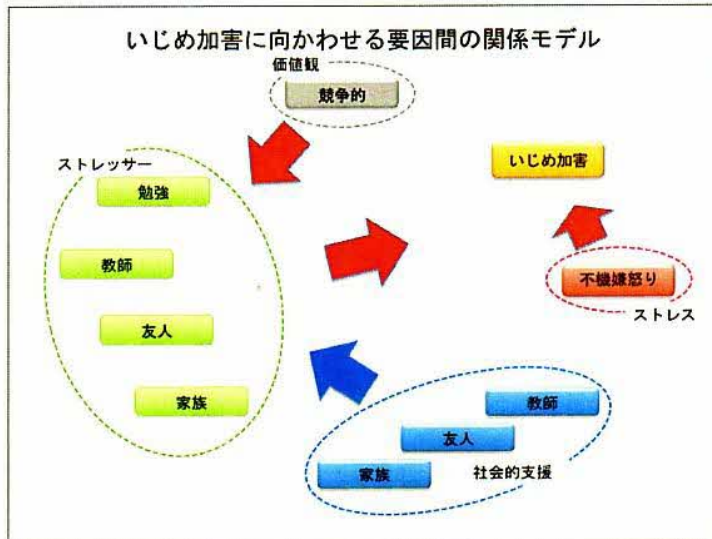 いじめ加害に向かわせる要因間の関係モデル
価値観
競争的
ストレッサー
勉強
教師
友人
家族
いじめ加害
不機嫌怒り
ストレス
教師
友人
家族
社会的支援